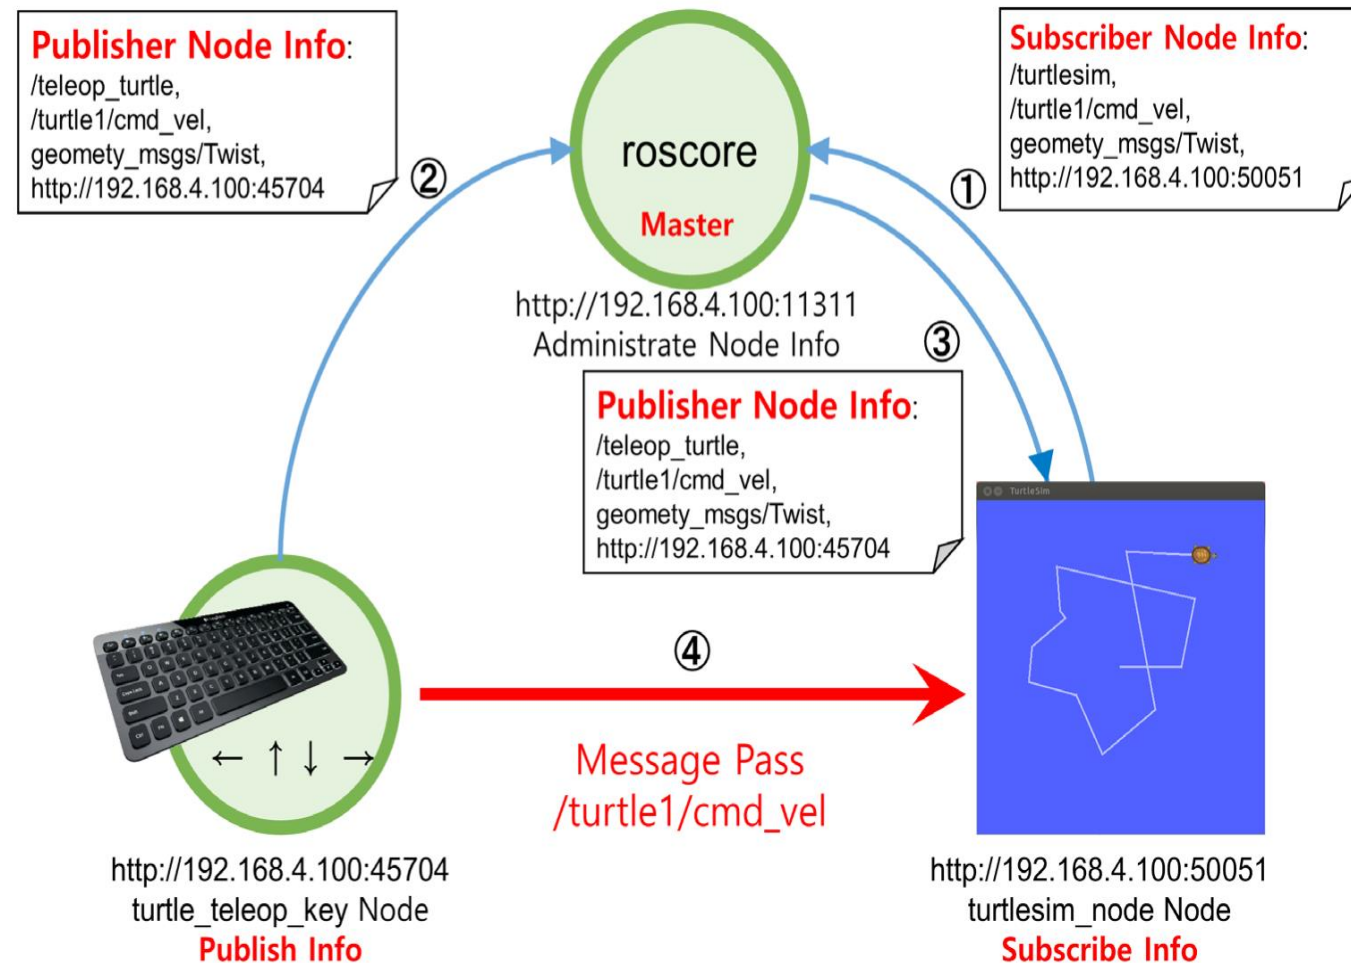 Publisher Node Info:
/teleop_turtle,
/turtle1/cmd_vel,
geomety_msgs/Twist,
http://192.168.4.100:45704
②
roscore
Master
http://192.168.4.100:11311
Administrate Node Info
①
Subscriber Node Info:
/turtlesim,
/turtle1/cmd_vel,
geomety_msgs/Twist,
http://192.168.4.100:50051
③
Publisher Node Info:
/teleop_turtle,
/turtle1/cmd_vel,
geomety_msgs/Twist,
http://192.168.4.100:45704
TurtleSim
← ↑ ↓ →
④
Message Pass
/turtle1/cmd_vel
http://192.168.4.100:45704
turtle_teleop_key Node
Publish Info
http://192.168.4.100:50051
turtlesim_node Node
Subscribe Info